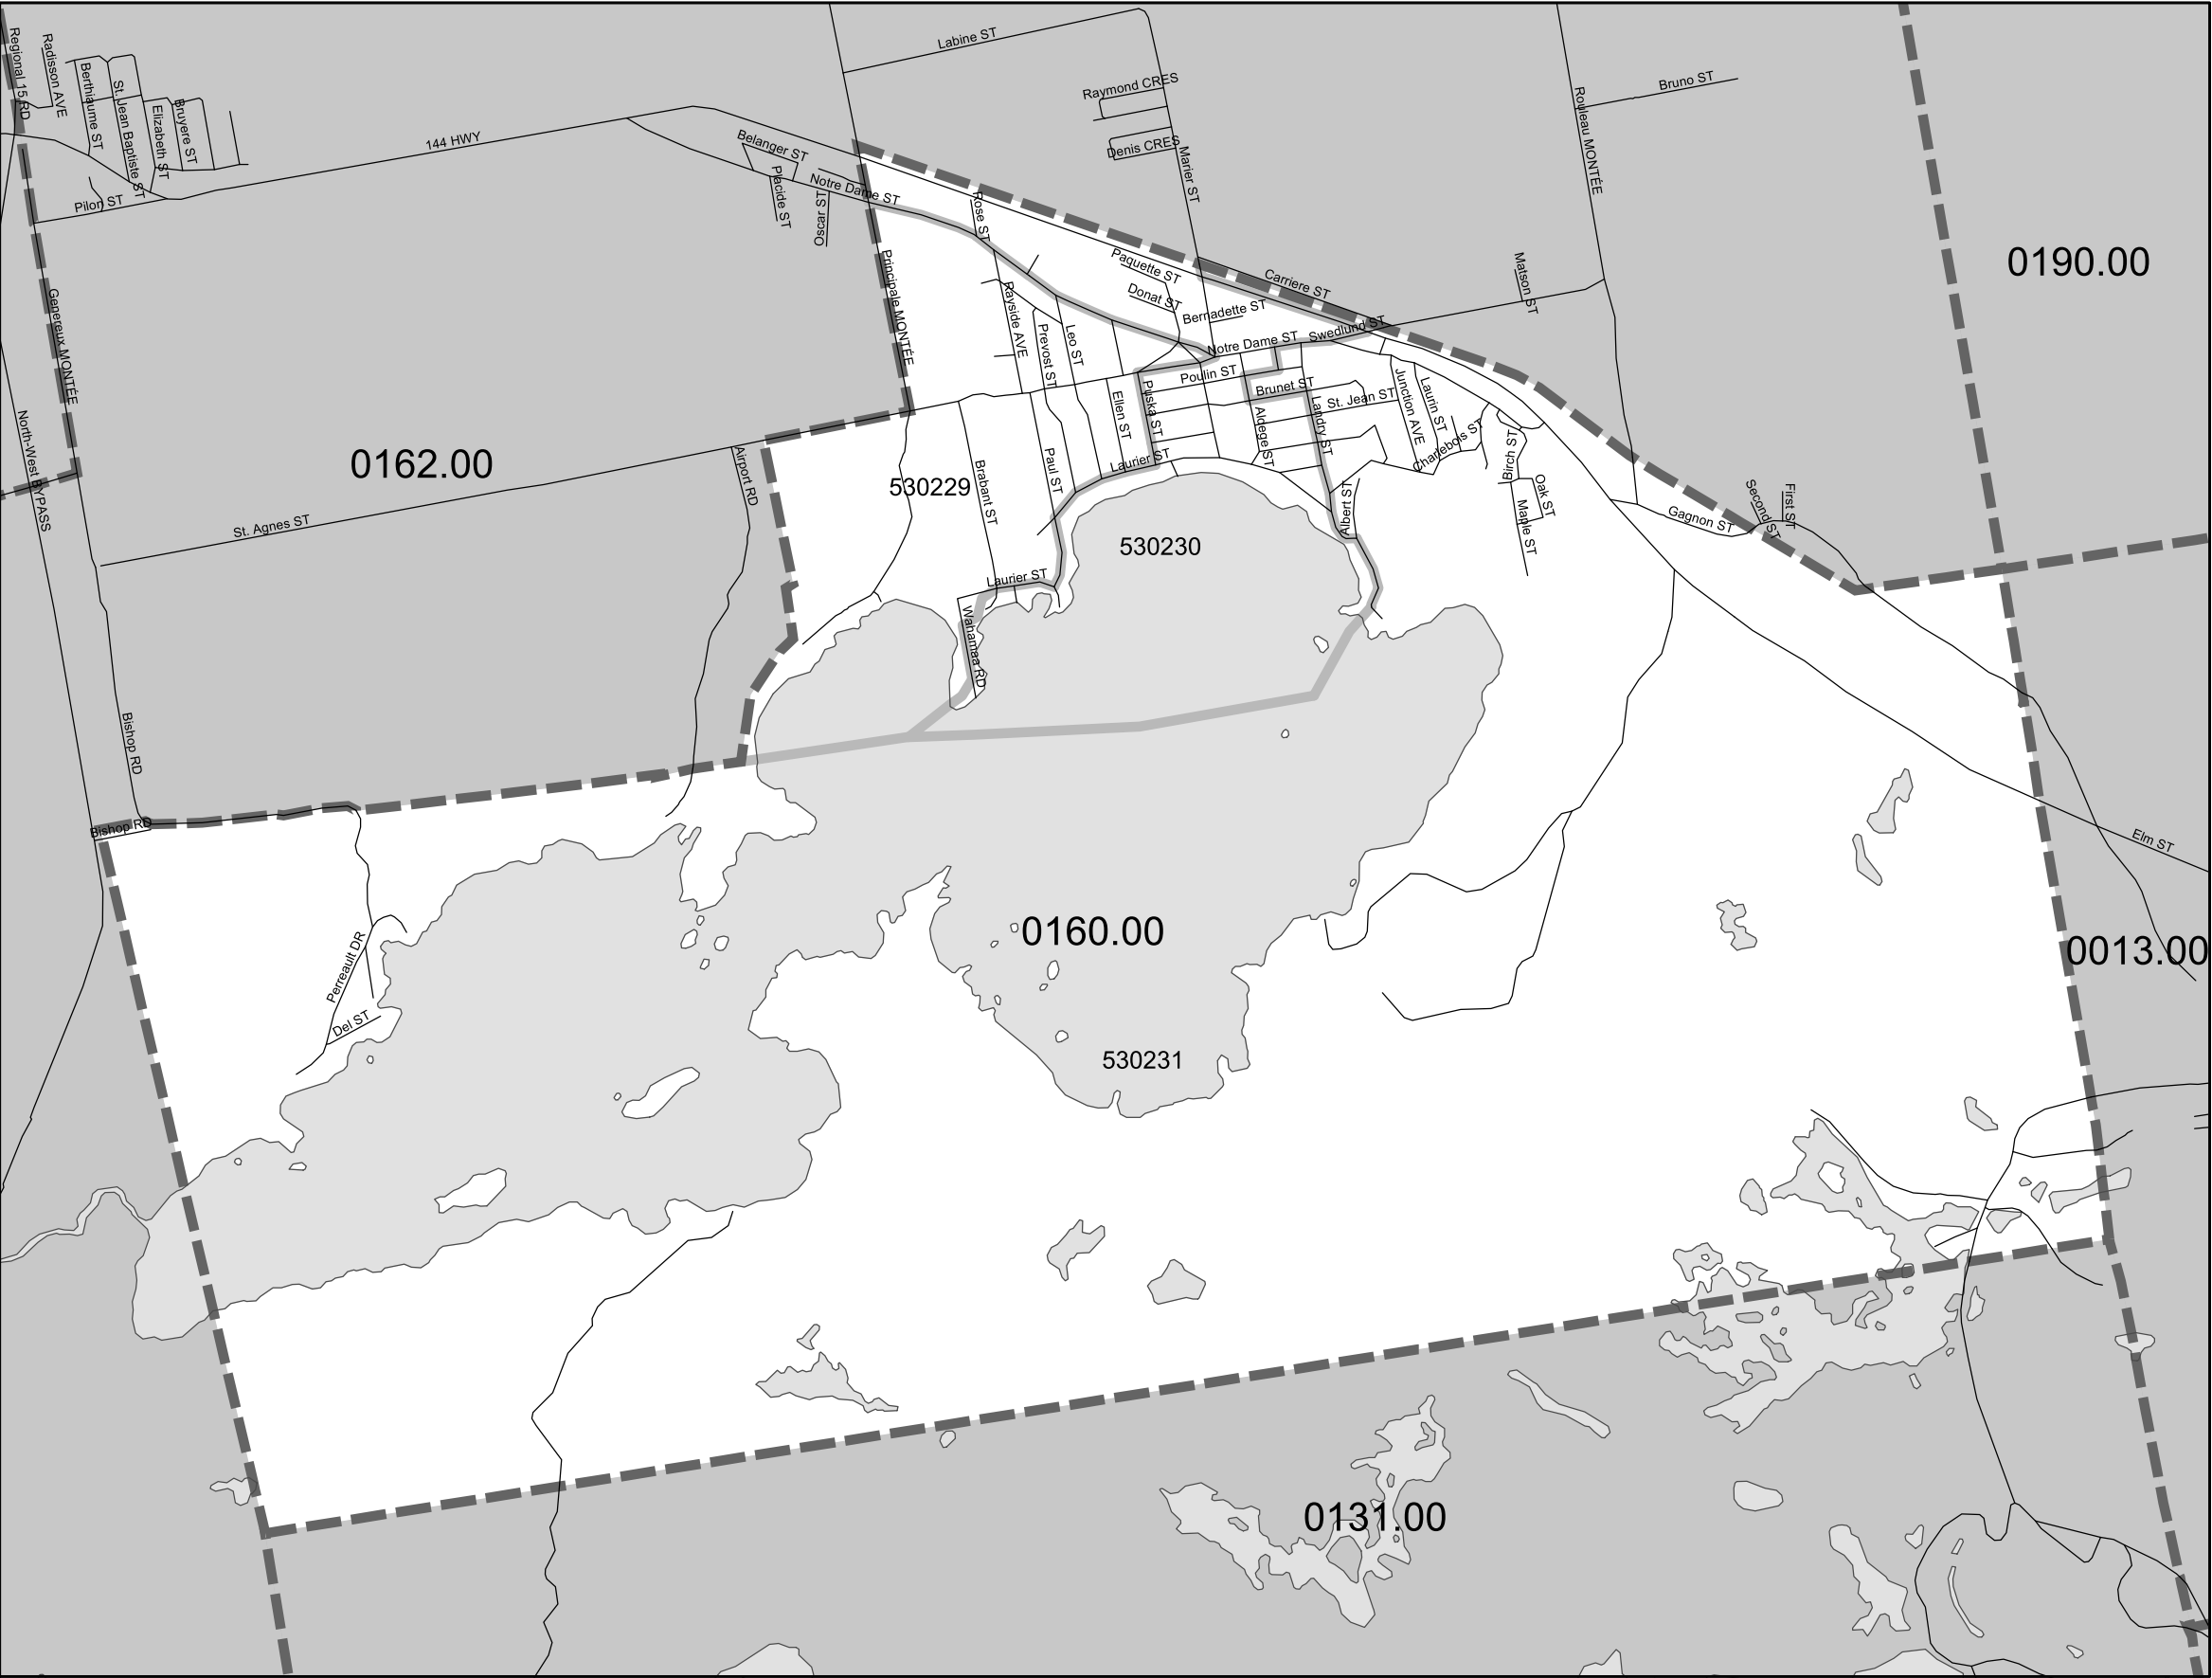 Regional 15 RD
Radisson AVE
Berthiaume ST
St. Jean Baptiste ST
Elizabeth ST
Bruyere ST
Pilon ST
144 HWY
Labine ST
Raymond CRES
Denis CRES
Marier ST
Bruno ST
Rouleau MONTÉE
Belanger ST
Placide ST
Oscar ST
Notre Dame ST
Rose ST
Principale MONTÉE
Paquette ST
Donat ST
Bernadette ST
Carriere ST
Matson ST
0190.00
Genereux MONTÉE
Rayside AVE
Prevost ST
Leo ST
Notre Dame ST
Swedlund ST
Poulin ST
Brunet ST
St. Jean ST
Junction AVE
Laurin ST
Ellen ST
Puska ST
Aldege ST
Landry ST
Charlebois ST
Birch ST
Oak ST
Maple ST
North-West BYPASS
0162.00
Airport RD
530229
Brabant ST
Paul ST
Laurier ST
Albert ST
Second ST
First ST
Gagnon ST
St. Agnes ST
530230
Laurier ST
Wahamaa RD
Bishop RD
Bishop RD
Elm ST
0160.00
0013.00
Perreault DR
Del ST
530231
0131.00